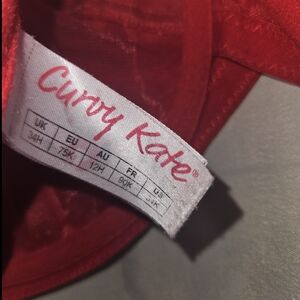 Curvy Kate®
UK EU AU FR US
34H 75K 12H 90K 34K